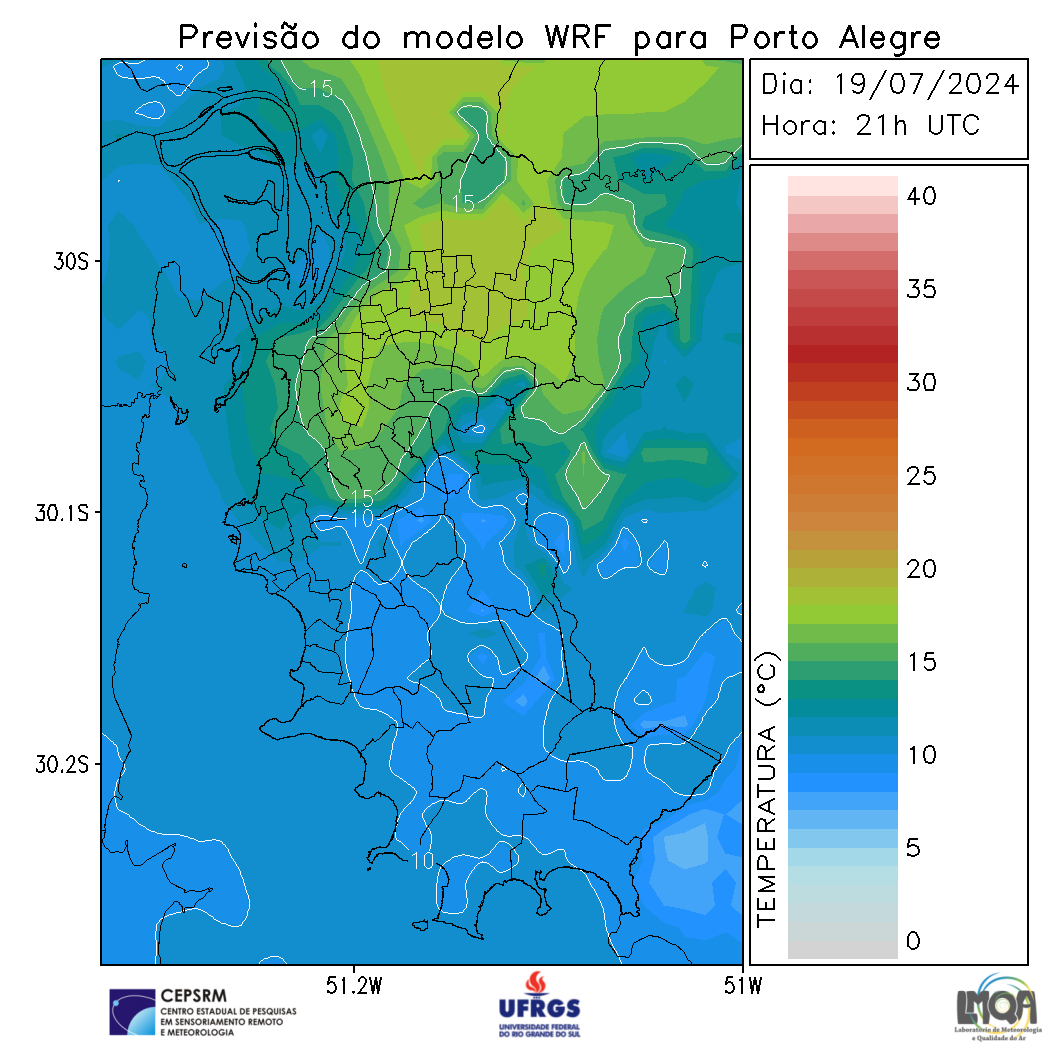 Previsão do modelo WRF para Porto Alegre
Dia: 19/07/2024
Hora: 21h UTC
40
35
30
25
20
15
10
5
0
TEMPERATURA (°C)
15
15
15
10
10
30S
30.1S
30.2S
51.2W
51W
CEPSRM
CENTRO ESTADUAL DE PESQUISAS
EM SENSORIAMENTO REMOTO
E METEOROLOGIA
UFRGS
UNIVERSIDADE FEDERAL
DO RIO GRANDE DO SUL
LMQA
Laboratório de Meteorologia
e Qualidade do Ar